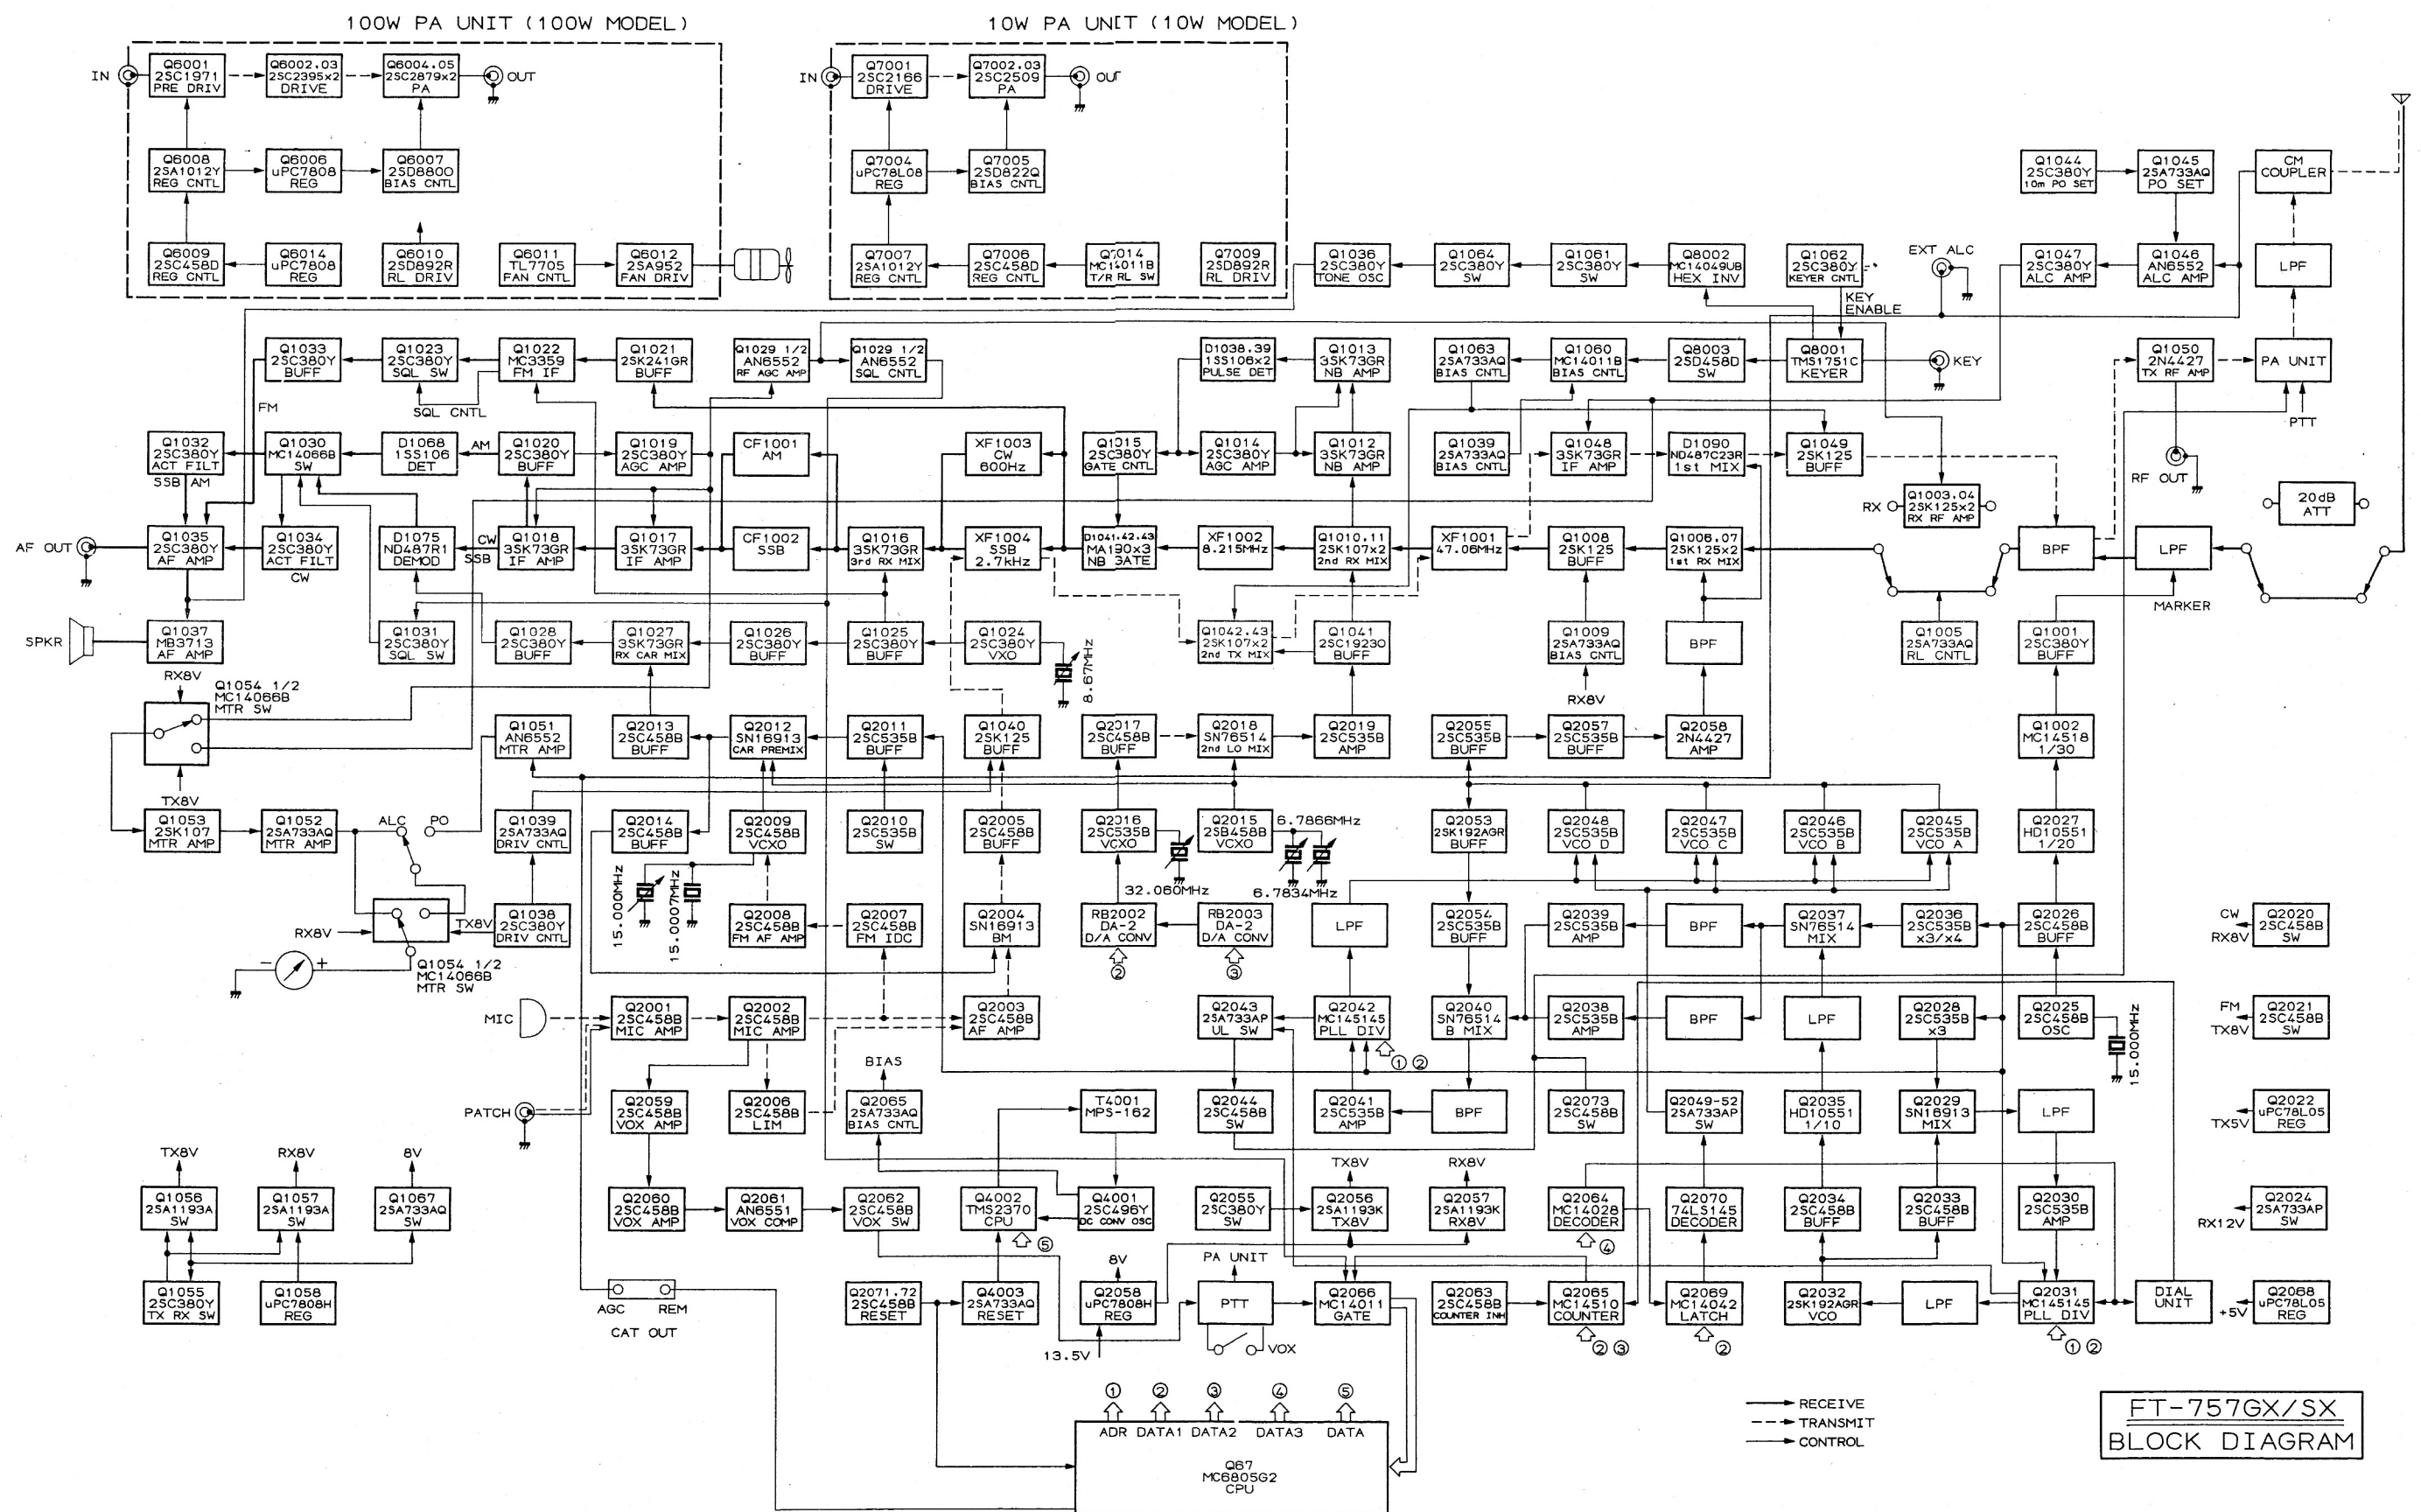 100W PA UNIT (100W MODEL)
10W PA UNIT (10W MODEL)
IN
Q6001
2SC1971
PRE DRIV
Q6002.03
2SC2395x2
DRIVE
Q6004.05
2SC2879x2
PA
OUT
IN
Q7001
2SC2166
DRIVE
Q7002.03
2SC2509
PA
OUT
Q6008
2SA1012Y
REG CNTL
Q6006
uPC7808
REG
Q6007
2SD880O
BIAS CNTL
Q7004
uPC78L08
REG
Q7005
2SD822Q
BIAS CNTL
Q1044
2SC380Y
10m PO SET
Q1045
2SA733AQ
PO SET
CM
COUPLER
Q6009
2SC458D
REG CNTL
Q6014
uPC7808
REG
Q6010
2SD892R
RL DRIV
Q6011
TL7705
FAN CNTL
Q6012
2SA952
FAN DRIV
Q7007
2SA1012Y
REG CNTL
Q7006
2SC458D
REG CNTL
Q7014
MC14011B
T/R RL SW
Q7009
2SD892R
RL DRIV
Q1036
2SC380Y
TONE OSC
Q1064
2SC380Y
SW
Q1061
2SC380Y
SW
Q8002
MC14049UB
HEX INV
Q1062
2SC380Y
KEYER CNTL
EXT ALC
Q1047
2SC380Y
ALC AMP
Q1046
AN6552
ALC AMP
LPF
KEY
ENABLE
Q1033
2SC380Y
BUFF
Q1023
2SC380Y
SQL SW
Q1022
MC3359
FM IF
Q1021
2SK241GR
BUFF
Q1029 1/2
AN6552
RF AGC AMP
Q1029 1/2
AN6552
SQL CNTL
D1038.39
1SS106x2
PULSE DET
Q1013
3SK73GR
NB AMP
Q1063
2SA733AQ
BIAS CNTL
Q1060
MC14011B
BIAS CNTL
Q8003
2SD458D
SW
Q8001
TMS1751C
KEYER
KEY
Q1050
2N4427
TX RF AMP
PA UNIT
FM
SQL CNTL
PTT
Q1032
2SC380Y
ACT FILT
Q1030
MC14066B
SW
D1068
1SS106
DET
AM
Q1020
2SC380Y
BUFF
Q1019
2SC380Y
AGC AMP
CF1001
AM
XF1003
CW
600Hz
Q1015
2SC380Y
GATE CNTL
Q1014
2SC380Y
AGC AMP
Q1012
3SK73GR
NB AMP
Q1039
2SA733AQ
BIAS CNTL
Q1048
3SK73GR
IF AMP
D1090
ND487C23R
1st MIX
Q1049
2SK125
BUFF
RF OUT
SSB AM
RX
Q1003.04
2SK125x2
RX RF AMP
20dB
ATT
AF OUT
Q1035
2SC380Y
AF AMP
Q1034
2SC380Y
ACT FILT
CW
D1075
ND487R1
DEMOD
CW
SSB
Q1018
3SK73GR
IF AMP
Q1017
3SK73GR
IF AMP
CF1002
SSB
Q1016
3SK73GR
3rd RX MIX
XF1004
SSB
2.7kHz
D1041.42.43
MA190x3
NB GATE
XF1002
8.215MHz
Q1010.11
2SK107x2
2nd RX MIX
XF1001
47.06MHz
Q1008
2SK125
BUFF
Q1006.07
2SK125x2
1st RX MIX
BPF
LPF
MARKER
SPKR
Q1037
MB3713
AF AMP
Q1031
2SC380Y
SQL SW
Q1028
2SC380Y
BUFF
Q1027
3SK73GR
RX CAR MIX
Q1026
2SC380Y
BUFF
Q1025
2SC380Y
BUFF
Q1024
2SC380Y
VXO
8.67MHz
Q1042.43
2SK107x2
2nd TX MIX
Q1041
2SC1923O
BUFF
Q1009
2SA733AQ
BIAS CNTL
BPF
Q1005
2SA733AQ
RL CNTL
Q1001
2SC380Y
BUFF
RX8V
Q1054 1/2
MC14066B
MTR SW
RX8V
Q1051
AN6552
MTR AMP
Q2013
2SC458B
BUFF
Q2012
SN16913
CAR PREMIX
Q2011
2SC535B
BUFF
Q1040
2SK125
BUFF
Q2017
2SC458B
BUFF
Q2018
SN76514
2nd LO MIX
Q2019
2SC535B
AMP
Q2055
2SC535B
BUFF
Q2057
2SC535B
BUFF
Q2058
2N4427
AMP
Q1002
MC14518
1/30
TX8V
Q1053
2SK107
MTR AMP
Q1052
2SA733AQ
MTR AMP
ALC
PO
Q1039
2SA733AQ
DRIV CNTL
Q2014
2SC458B
BUFF
Q2009
2SC458B
VCXO
Q2010
2SC535B
SW
Q2005
2SC458B
BUFF
Q2016
2SC535B
VCXO
Q2015
2SB458B
VCXO
6.7866MHz
Q2053
2SK192AGR
BUFF
Q2048
2SC535B
VCO D
Q2047
2SC535B
VCO C
Q2046
2SC535B
VCO B
Q2045
2SC535B
VCO A
Q2027
HD10551
1/20
15.000MHz
15.0007MHz
32.060MHz
6.7834MHz
RX8V
TX8V
Q1038
2SC380Y
DRIV CNTL
Q2008
2SC458B
FM AF AMP
Q2007
2SC458B
FM IDC
Q2004
SN16913
BM
RB2002
DA-2
D/A CONV
②
RB2003
DA-2
D/A CONV
③
LPF
Q2054
2SC535B
BUFF
Q2039
2SC535B
AMP
BPF
Q2037
SN76514
MIX
Q2036
2SC535B
x3/x4
Q2026
2SC458B
BUFF
CW
RX8V
Q2020
2SC458B
SW
Q1054 1/2
MC14066B
MTR SW
- +
MIC
Q2001
2SC458B
MIC AMP
Q2002
2SC458B
MIC AMP
Q2003
2SC458B
AF AMP
Q2043
2SA733AP
UL SW
Q2042
MC145145
PLL DIV
① ②
Q2040
SN76514
B MIX
Q2038
2SC535B
AMP
BPF
LPF
Q2028
2SC535B
x3
Q2025
2SC458B
OSC
15.000MHz
FM
TX8V
Q2021
2SC458B
SW
BIAS
PATCH
Q2059
2SC458B
VOX AMP
Q2006
2SC458B
LIM
Q2065
2SA733AQ
BIAS CNTL
T4001
MPS-162
Q2044
2SC458B
SW
Q2041
2SC535B
AMP
BPF
Q2073
2SC458B
SW
Q2049-52
2SA733AP
SW
Q2035
HD10551
1/10
Q2029
SN16913
MIX
LPF
TX5V
Q2022
uPC78L05
REG
TX8V
RX8V
8V
TX8V
RX8V
Q1056
2SA1193A
SW
Q1057
2SA1193A
SW
Q1067
2SA733AQ
SW
Q2060
2SC458B
VOX AMP
Q2061
AN6551
VOX COMP
Q2062
2SC458B
VOX SW
Q4002
TMS2370
CPU
⑤
Q4001
2SC496Y
DC CONV OSC
Q2055
2SC380Y
SW
Q2056
2SA1193K
TX8V
Q2057
2SA1193K
RX8V
Q2064
MC14028
DECODER
④
Q2070
74LS145
DECODER
Q2034
2SC458B
BUFF
Q2033
2SC458B
BUFF
Q2030
2SC535B
AMP
RX12V
Q2024
2SA733AP
SW
Q1055
2SC380Y
TX RX SW
Q1058
uPC7808H
REG
AGC REM
CAT OUT
Q2071.72
2SC458B
RESET
Q4003
2SA733AQ
RESET
8V
Q2058
uPC7808H
REG
13.5V
PA UNIT
PTT
VOX
Q2066
MC14011
GATE
Q2063
2SC458B
COUNTER INH
Q2065
MC14510
COUNTER
② ③
Q2069
MC14042
LATCH
②
Q2032
2SK192AGR
VCO
LPF
Q2031
MC145145
PLL DIV
① ②
DIAL
UNIT
+5V
Q2068
uPC78L05
REG
① ② ③ ④ ⑤
ADR DATA1 DATA2 DATA3 DATA
Q67
MC6805G2
CPU
RECEIVE
TRANSMIT
CONTROL
FT-757GX/SX
BLOCK DIAGRAM